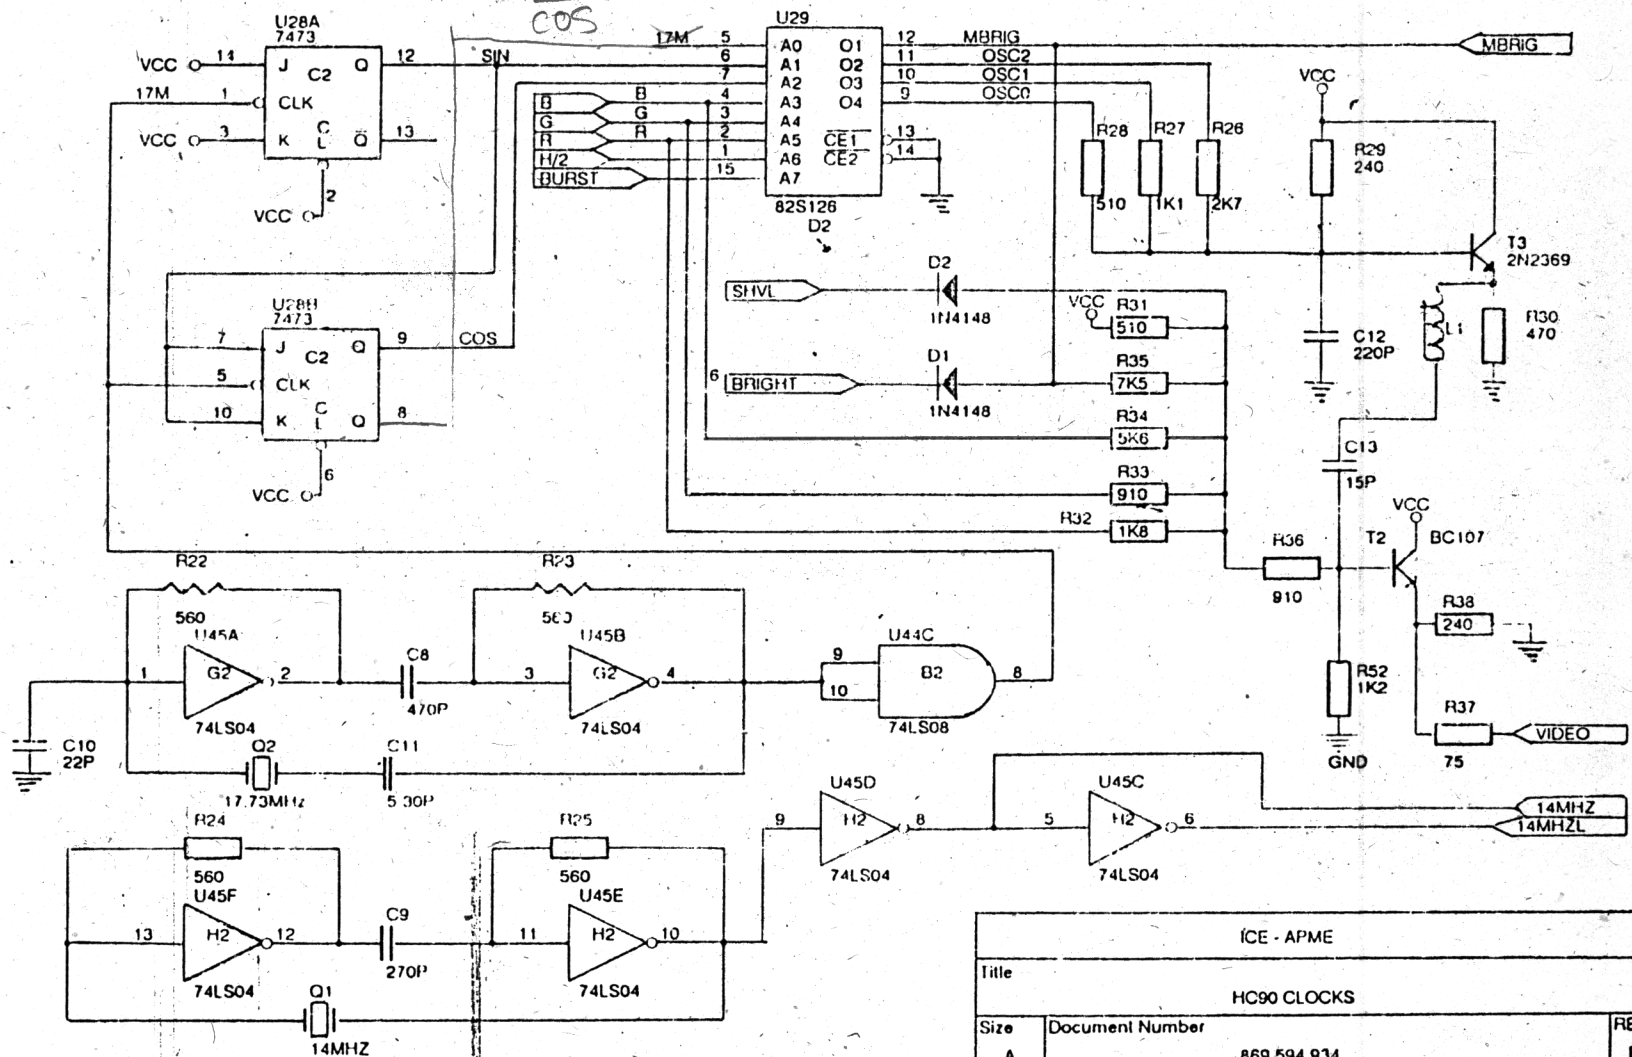 COS
U28A
7473
VCC
14
J
Q
12
C2
17M
1
CLK
VCC
3
K
C
L
Q
13
2
VCC
SIN
U28B
7473
7
J
Q
9
COS
C2
5
CLK
10
K
C
L
Q
8
6
VCC
U29
17M
5
A0
O1
12
MBRIG
MBRIG
6
A1
O2
11
OSC2
7
A2
O3
10
OSC1
B
B
4
A3
O4
9
OSC0
G
G
3
A4
R
R
2
A5
CE1
13
H/2
1
A6
CE2
14
BURST
15
A7
82S126
D2
R28
510
R27
1K1
R26
2K7
VCC
R29
240
T3
2N2369
SHVL
D2
1N4148
VCC
R31
510
C12
220P
L1
R30
470
6
BRIGHT
D1
1N4148
R35
7K5
R34
5K6
C13
15P
R33
910
R32
1K8
R36
910
VCC
T2
BC107
R38
240
R52
1K2
GND
R37
75
VIDEO
R22
560
U45A
1
G2
2
74LS04
C8
470P
R23
560
U45B
3
G2
4
74LS04
U44C
9
10
B2
8
74LS08
C10
22P
Q2
17.73MHz
C11
5.30P
R24
560
U45F
13
H2
12
74LS04
C9
270P
R25
560
U45E
11
H2
10
74LS04
Q1
14MHZ
U45D
9
H2
8
74LS04
U45C
5
H2
6
74LS04
14MHZ
14MHZL
ICE - APME
Title
HC90 CLOCKS
Size
Document Number
RE
A
869.594.934